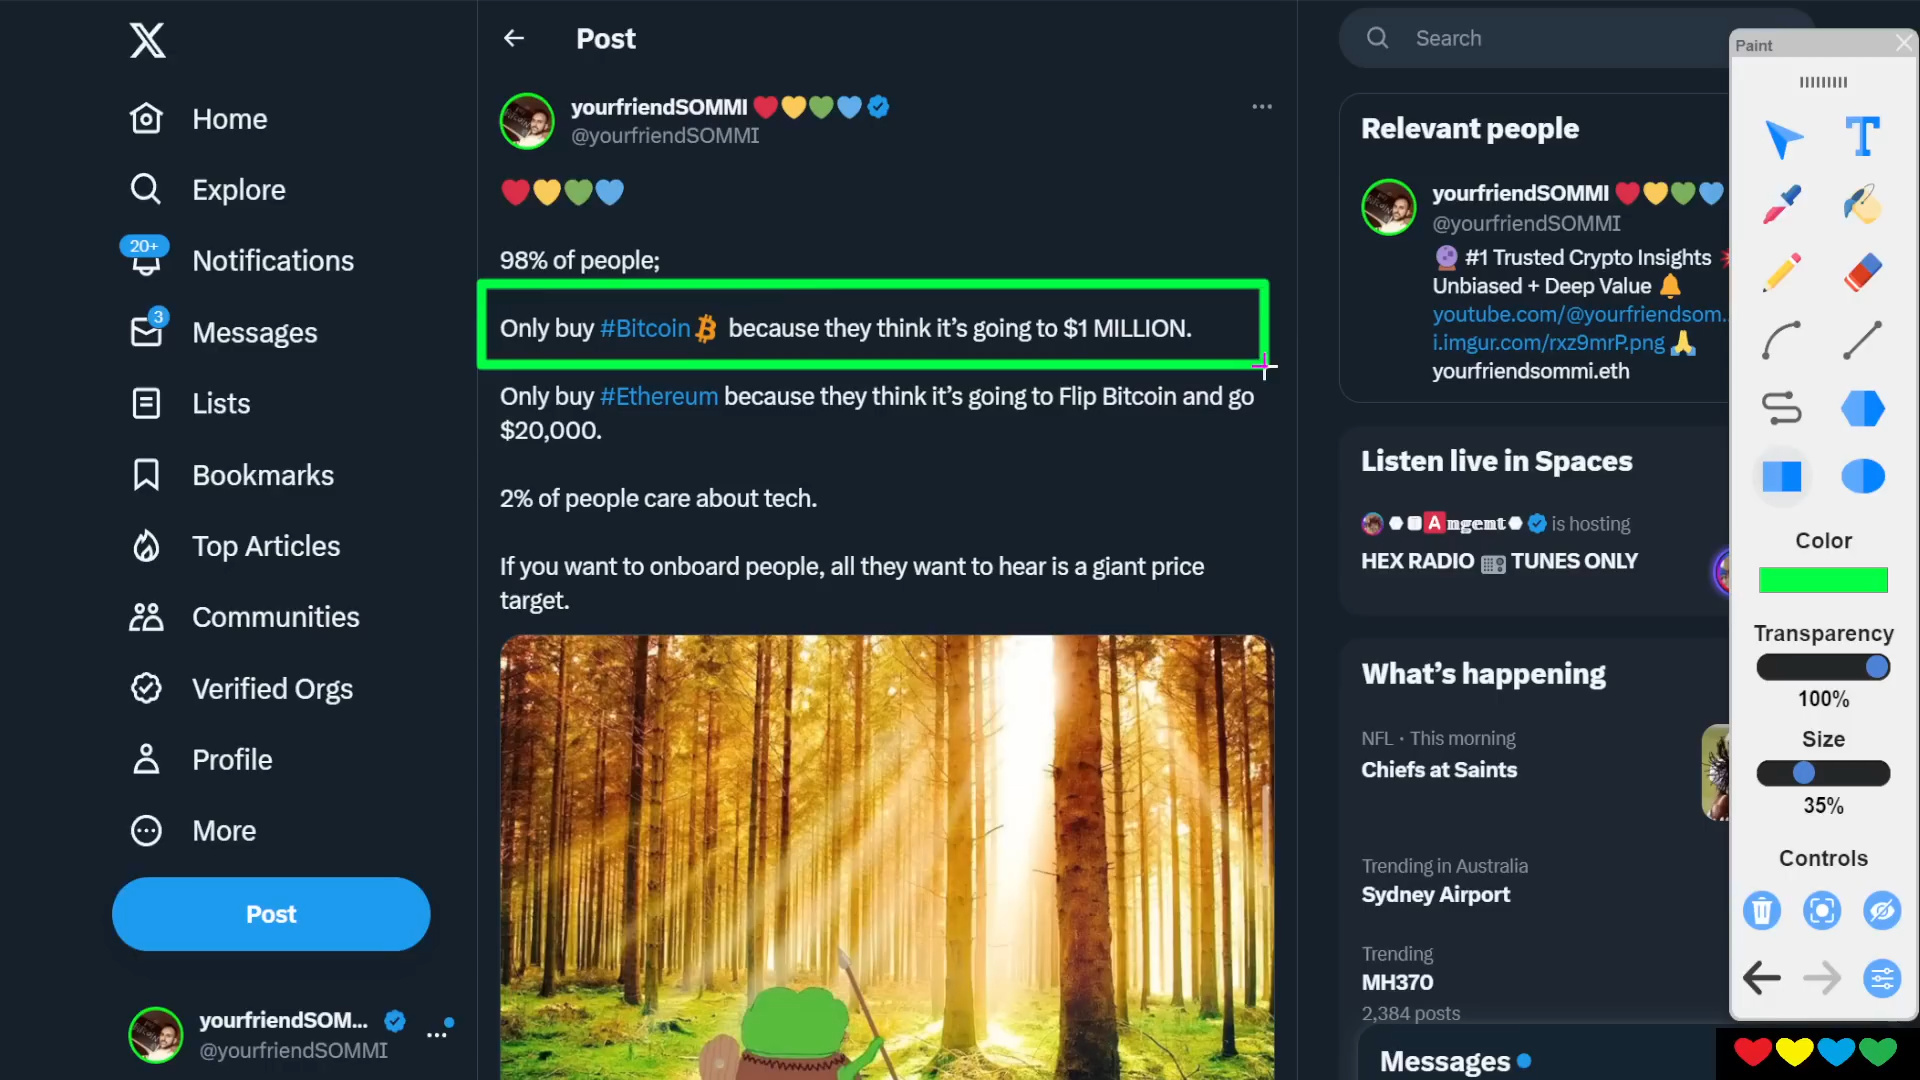 Home
Explore
20+
Notifications
3
Messages
Lists
Bookmarks
Top Articles
Communities
Verified Orgs
Profile
More
Post
yourfriendSOM...
@yourfriendSOMMI
Post
yourfriendSOMMI
@yourfriendSOMMI
98% of people;
Only buy #Bitcoin because they think it's going to $1 MILLION.
Only buy #Ethereum because they think it's going to Flip Bitcoin and go
$20,000.
2% of people care about tech.
If you want to onboard people, all they want to hear is a giant price
target.
Search
Relevant people
yourfriendSOMMI
@yourfriendSOMMI
#1 Trusted Crypto Insights
Unbiased + Deep Value
youtube.com/@yourfriendsom..
i.imgur.com/rxz9mrP.png
yourfriendsommi.eth
Listen live in Spaces
Angent is hosting
HEX RADIO TUNES ONLY
What's happening
NFL · This morning
Chiefs at Saints
Trending in Australia
Sydney Airport
Trending
MH370
2,384 posts
Messages
Paint
T
Color
Transparency
100%
Size
35%
Controls